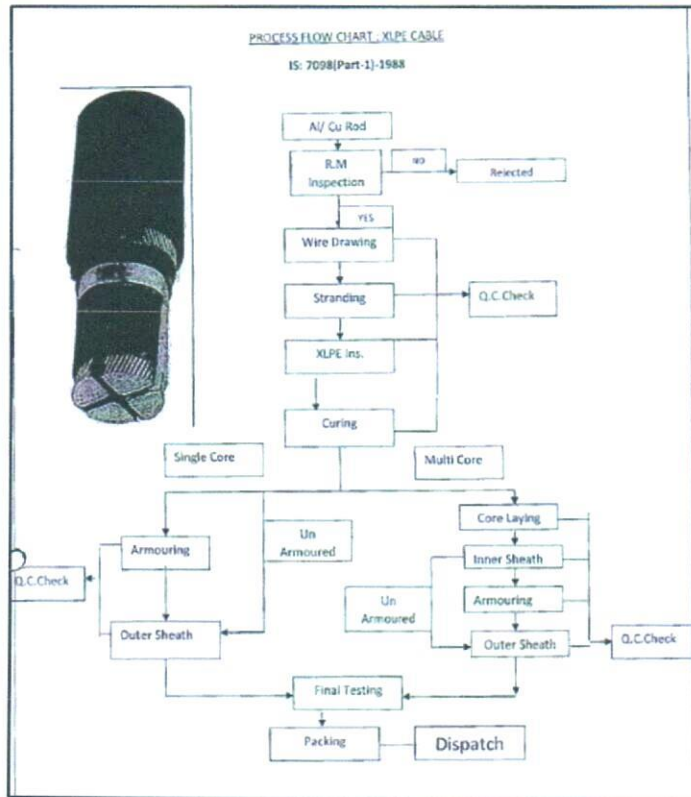 PROCESS FLOW CHART : XLPE CABLE
IS: 7098(Part-1)-1988
Al/ Cu Rod
R.M
Inspection
NO
Rejected
YES
Wire Drawing
Stranding
Q.C.Check
XLPE Ins.
Curing
Single Core
Multi Core
Core Laying
Un
Armoured
Armouring
Inner Sheath
Q.C.Check
Un
Armoured
Armouring
Outer Sheath
Outer Sheath
Q.C.Check
Final Testing
Packing
Dispatch